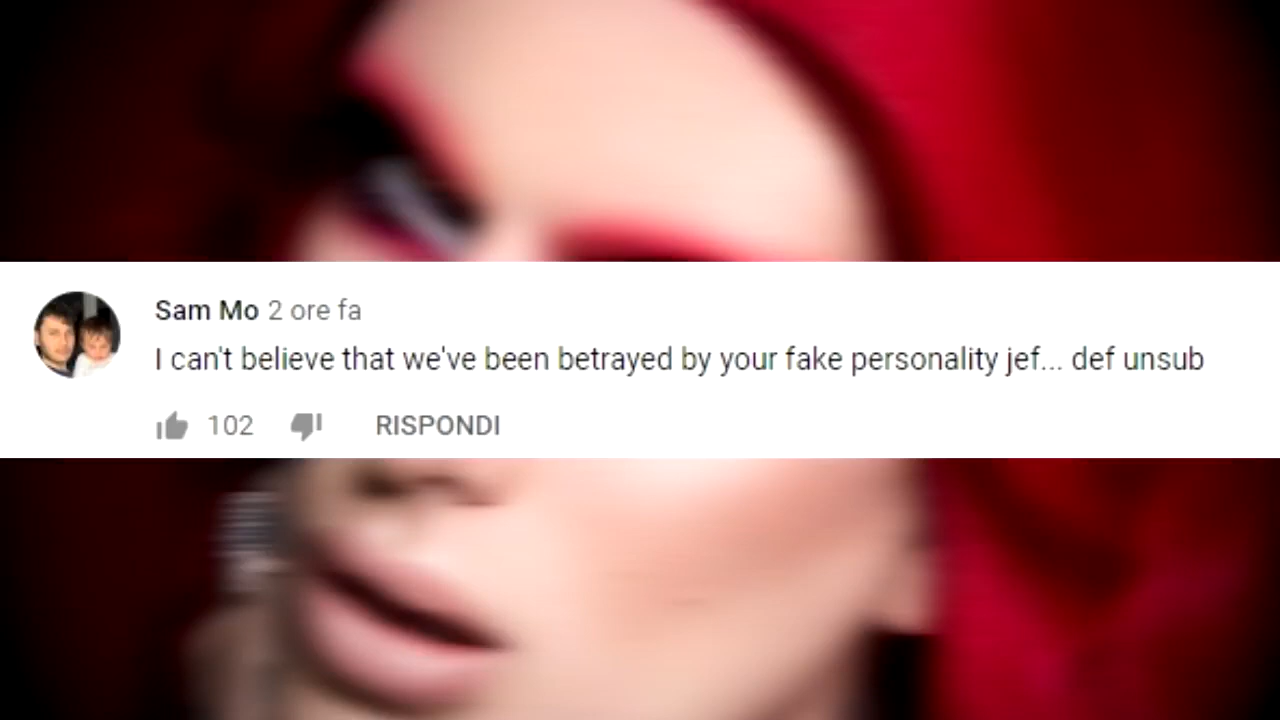 Sam Mo 2 ore fa
I can't believe that we've been betrayed by your fake personality jef... def unsub
102 RISPONDI